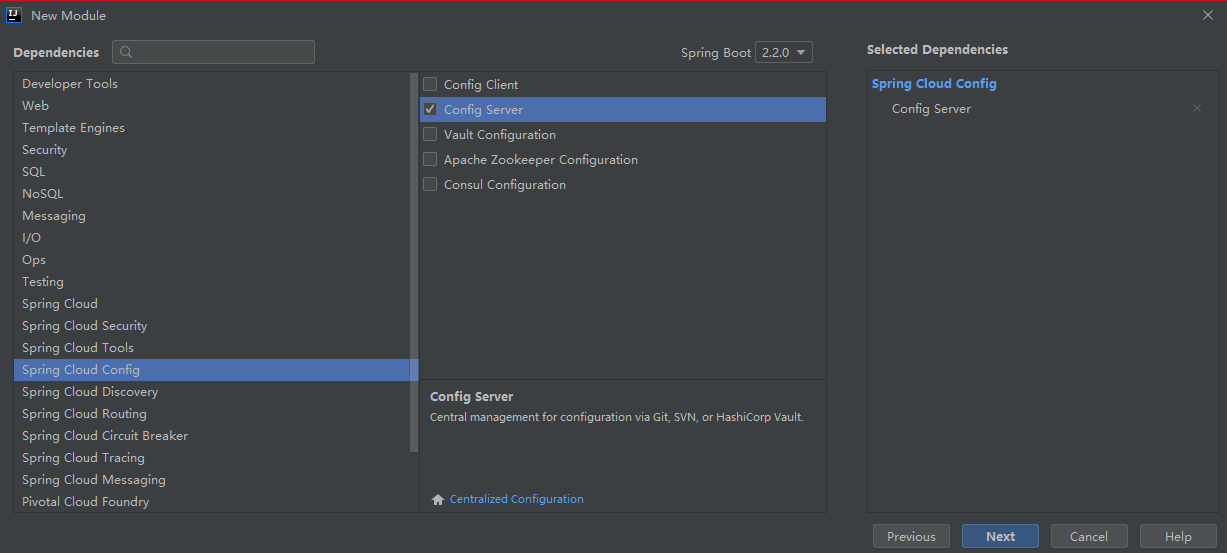 IJ New Module
Dependencies
Spring Boot 2.2.0
Selected Dependencies
Developer Tools
Web
Template Engines
Security
SQL
NoSQL
Messaging
I/O
Ops
Testing
Spring Cloud
Spring Cloud Security
Spring Cloud Tools
Spring Cloud Config
Spring Cloud Discovery
Spring Cloud Routing
Spring Cloud Circuit Breaker
Spring Cloud Tracing
Spring Cloud Messaging
Pivotal Cloud Foundry
Config Client
Config Server
Vault Configuration
Apache Zookeeper Configuration
Consul Configuration
Config Server
Central management for configuration via Git, SVN, or HashiCorp Vault.
Centralized Configuration
Spring Cloud Config
Config Server
Previous
Next
Cancel
Help